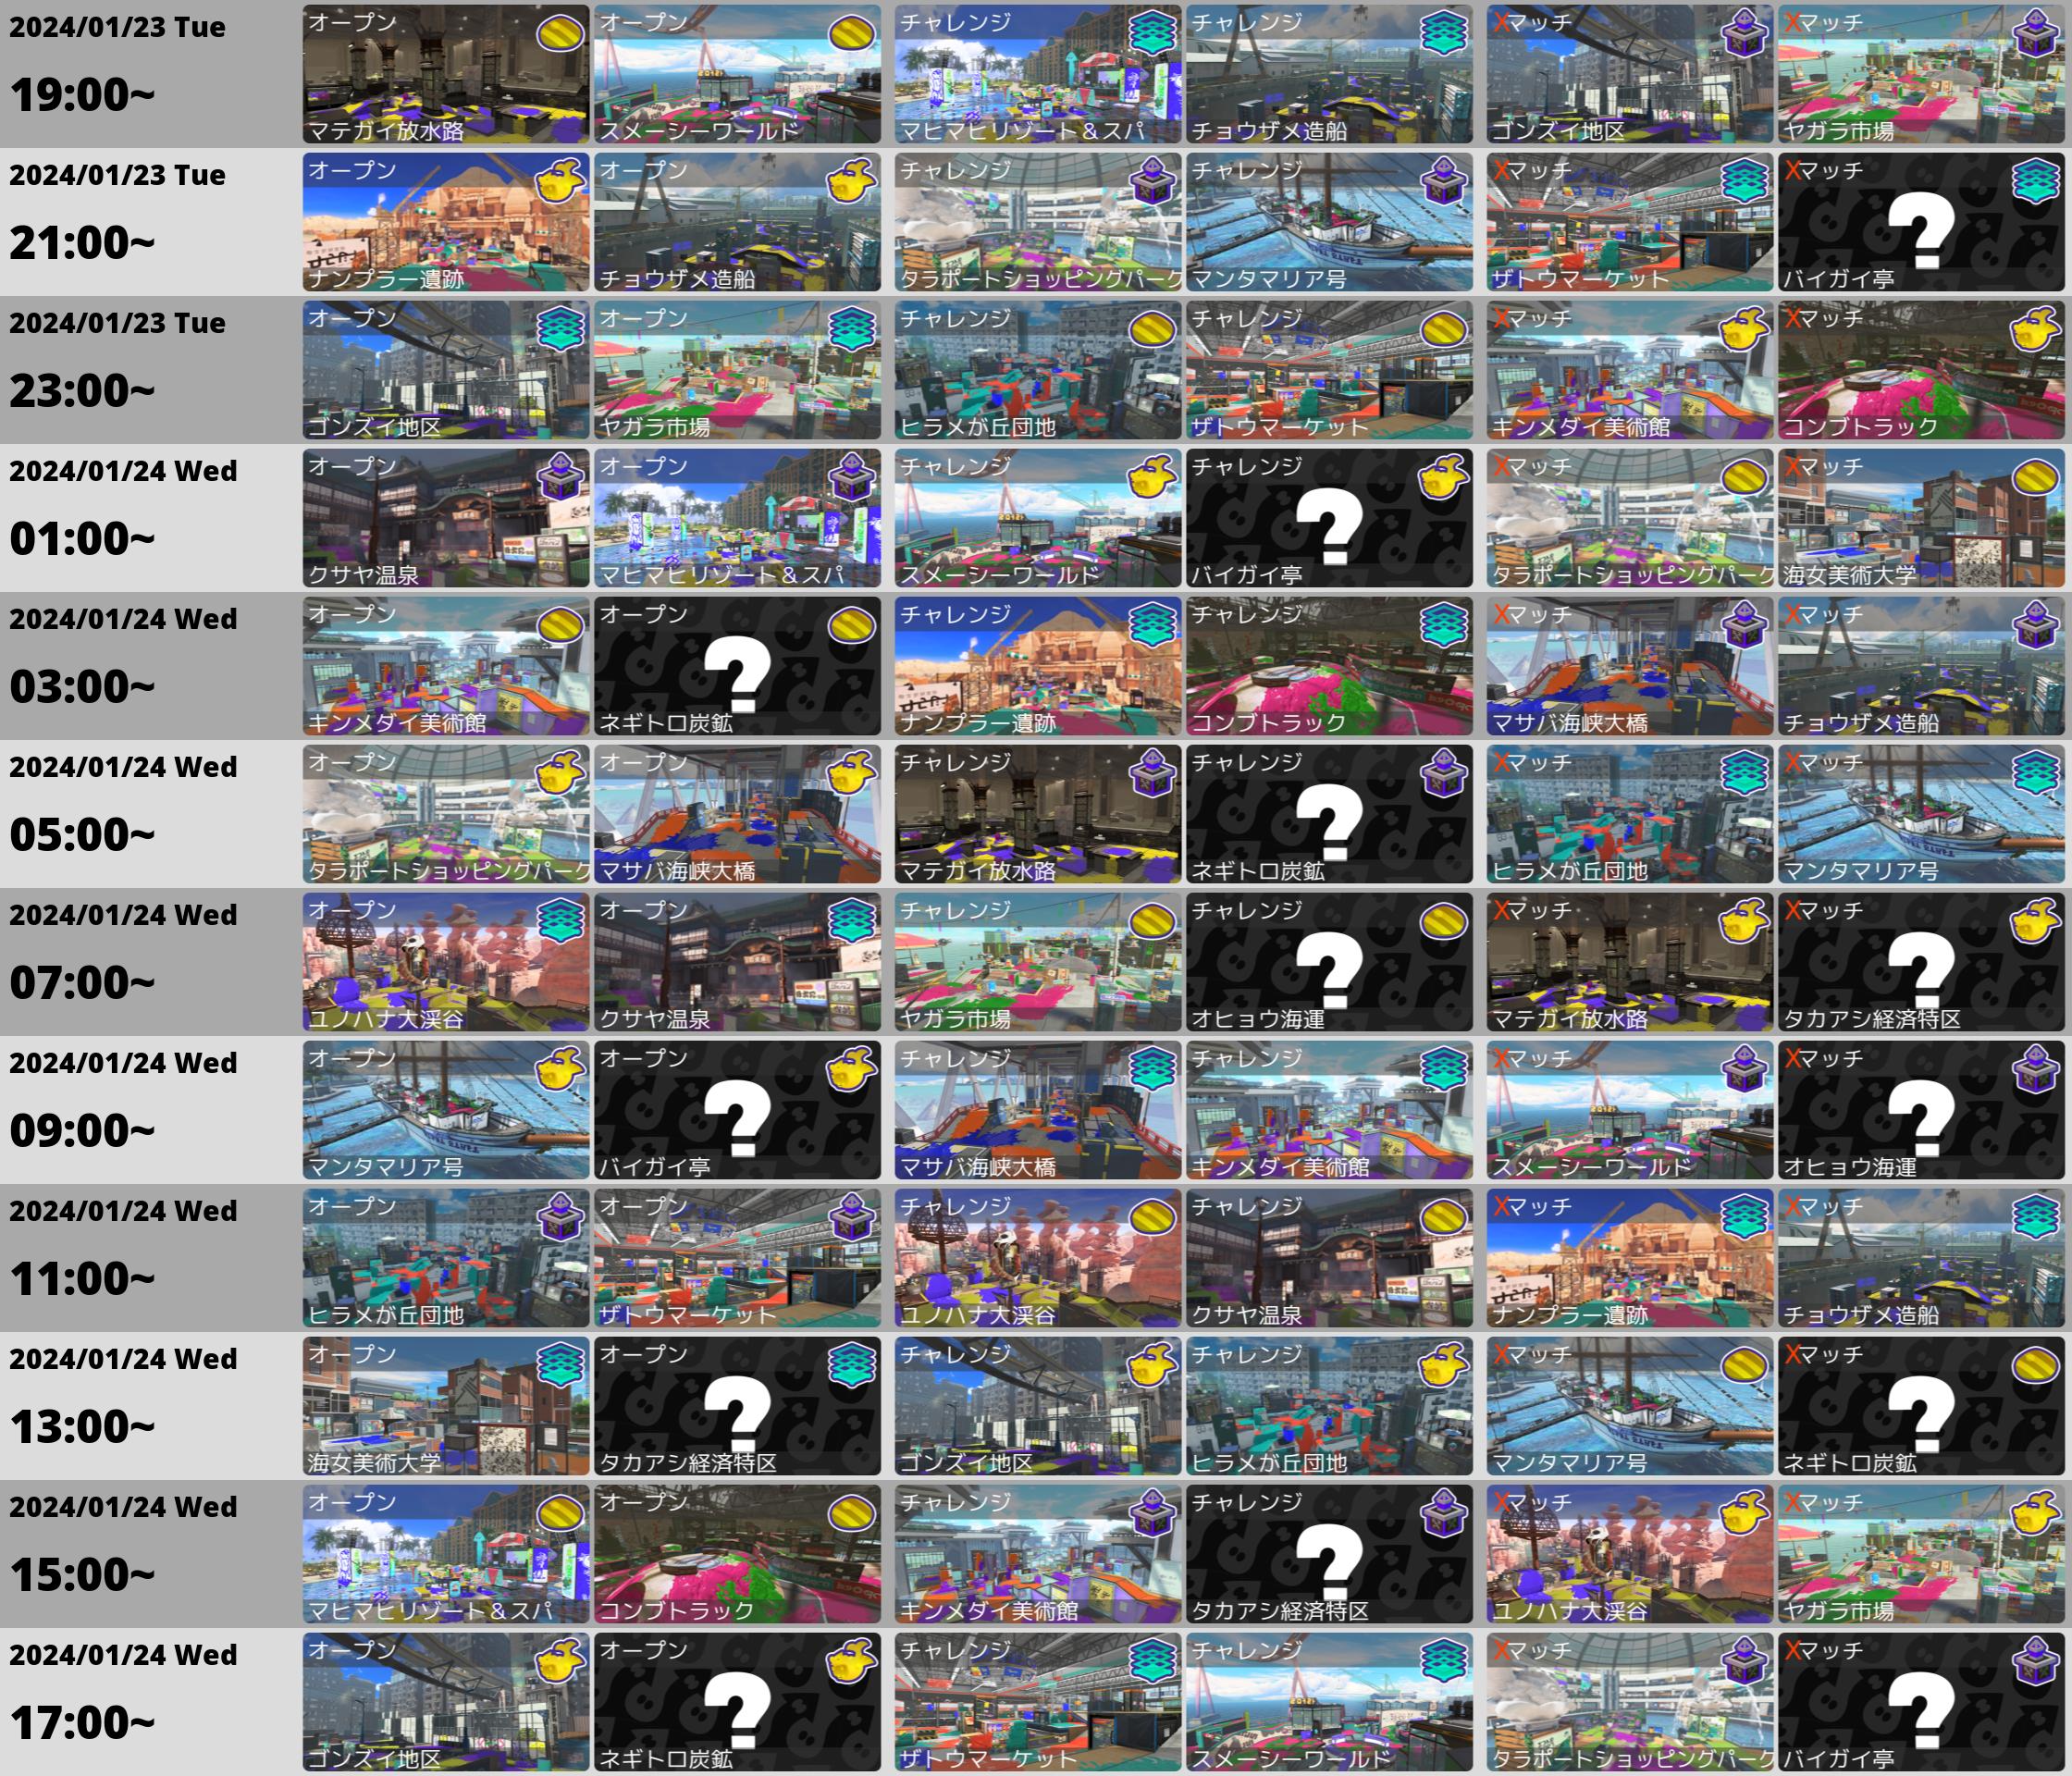 2024/01/23 Tue
19:00~
オープン
マテガイ放水路
オープン
スメーシーワールド
チャレンジ
マヒマヒリゾート＆スパ
チャレンジ
チョウザメ造船
Xマッチ
ゴンズイ地区
Xマッチ
ヤガラ市場
2024/01/23 Tue
21:00~
オープン
ナンプラー遺跡
オープン
チョウザメ造船
チャレンジ
タラポートショッピングパーク
チャレンジ
マンタマリア号
Xマッチ
ザトウマーケット
Xマッチ
?
バイガイ亭
2024/01/23 Tue
23:00~
オープン
ゴンズイ地区
オープン
ヤガラ市場
チャレンジ
ヒラメが丘団地
チャレンジ
ザトウマーケット
Xマッチ
キンメダイ美術館
Xマッチ
コンブトラック
2024/01/24 Wed
01:00~
オープン
クサヤ温泉
オープン
マヒマヒリゾート＆スパ
チャレンジ
スメーシーワールド
チャレンジ
?
バイガイ亭
Xマッチ
タラポートショッピングパーク
Xマッチ
海女美術大学
2024/01/24 Wed
03:00~
オープン
キンメダイ美術館
オープン
?
ネギトロ炭鉱
チャレンジ
ナンプラー遺跡
チャレンジ
コンブトラック
Xマッチ
マサバ海峡大橋
Xマッチ
チョウザメ造船
2024/01/24 Wed
05:00~
オープン
タラポートショッピングパーク
オープン
マサバ海峡大橋
チャレンジ
マテガイ放水路
チャレンジ
?
ネギトロ炭鉱
Xマッチ
ヒラメが丘団地
Xマッチ
マンタマリア号
2024/01/24 Wed
07:00~
オープン
ユノハナ大渓谷
オープン
クサヤ温泉
チャレンジ
ヤガラ市場
チャレンジ
?
オヒョウ海運
Xマッチ
マテガイ放水路
Xマッチ
?
タカアシ経済特区
2024/01/24 Wed
09:00~
オープン
マンタマリア号
オープン
?
バイガイ亭
チャレンジ
マサバ海峡大橋
チャレンジ
キンメダイ美術館
Xマッチ
スメーシーワールド
Xマッチ
?
オヒョウ海運
2024/01/24 Wed
11:00~
オープン
ヒラメが丘団地
オープン
ザトウマーケット
チャレンジ
ユノハナ大渓谷
チャレンジ
クサヤ温泉
Xマッチ
ナンプラー遺跡
Xマッチ
チョウザメ造船
2024/01/24 Wed
13:00~
オープン
海女美術大学
オープン
?
タカアシ経済特区
チャレンジ
ゴンズイ地区
チャレンジ
ヒラメが丘団地
Xマッチ
マンタマリア号
Xマッチ
?
ネギトロ炭鉱
2024/01/24 Wed
15:00~
オープン
マヒマヒリゾート＆スパ
オープン
コンブトラック
チャレンジ
キンメダイ美術館
チャレンジ
?
タカアシ経済特区
Xマッチ
ユノハナ大渓谷
Xマッチ
ヤガラ市場
2024/01/24 Wed
17:00~
オープン
ゴンズイ地区
オープン
?
ネギトロ炭鉱
チャレンジ
ザトウマーケット
チャレンジ
スメーシーワールド
Xマッチ
タラポートショッピングパーク
Xマッチ
?
バイガイ亭